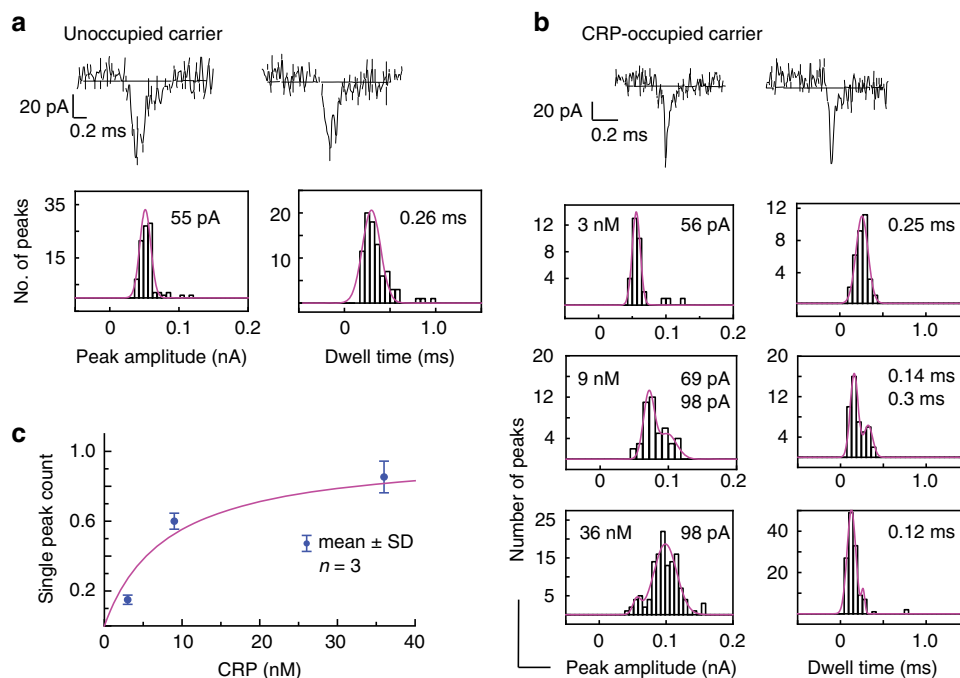 a
Unoccupied carrier
20 pA
0.2 ms
No. of peaks
35
15
55 pA
0
0.1
0.2
Peak amplitude (nA)
20
10
0.26 ms
0
1.0
Dwell time (ms)
b
CRP-occupied carrier
20 pA
0.2 ms
Number of peaks
12
8
4
3 nM
56 pA
0
0.1
0.2
12
8
4
0.25 ms
0
1.0
20
12
4
9 nM
69 pA
98 pA
0
0.1
0.2
20
12
4
0.14 ms
0.3 ms
0
1.0
25
15
5
36 nM
98 pA
0
0.1
0.2
Peak amplitude (nA)
40
20
0.12 ms
0
1.0
Dwell time (ms)
c
Single peak count
1.0
0.6
0.2
mean ± SD
n = 3
0
10
20
30
40
CRP (nM)